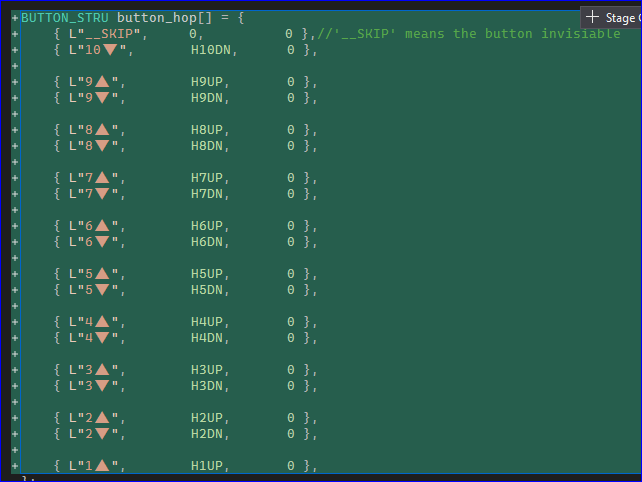 +BUTTON_STRU button_hop[] = {
+ { L"__SKIP", 0, 0 },//'__SKIP' means the button invisiable
+ { L"10▼", H10DN, 0 },
+
+ { L"9▲", H9UP, 0 },
+ { L"9▼", H9DN, 0 },
+
+ { L"8▲", H8UP, 0 },
+ { L"8▼", H8DN, 0 },
+
+ { L"7▲", H7UP, 0 },
+ { L"7▼", H7DN, 0 },
+
+ { L"6▲", H6UP, 0 },
+ { L"6▼", H6DN, 0 },
+
+ { L"5▲", H5UP, 0 },
+ { L"5▼", H5DN, 0 },
+
+ { L"4▲", H4UP, 0 },
+ { L"4▼", H4DN, 0 },
+
+ { L"3▲", H3UP, 0 },
+ { L"3▼", H3DN, 0 },
+
+ { L"2▲", H2UP, 0 },
+ { L"2▼", H2DN, 0 },
+
+ { L"1▲", H1UP, 0 },
};
+ Stage